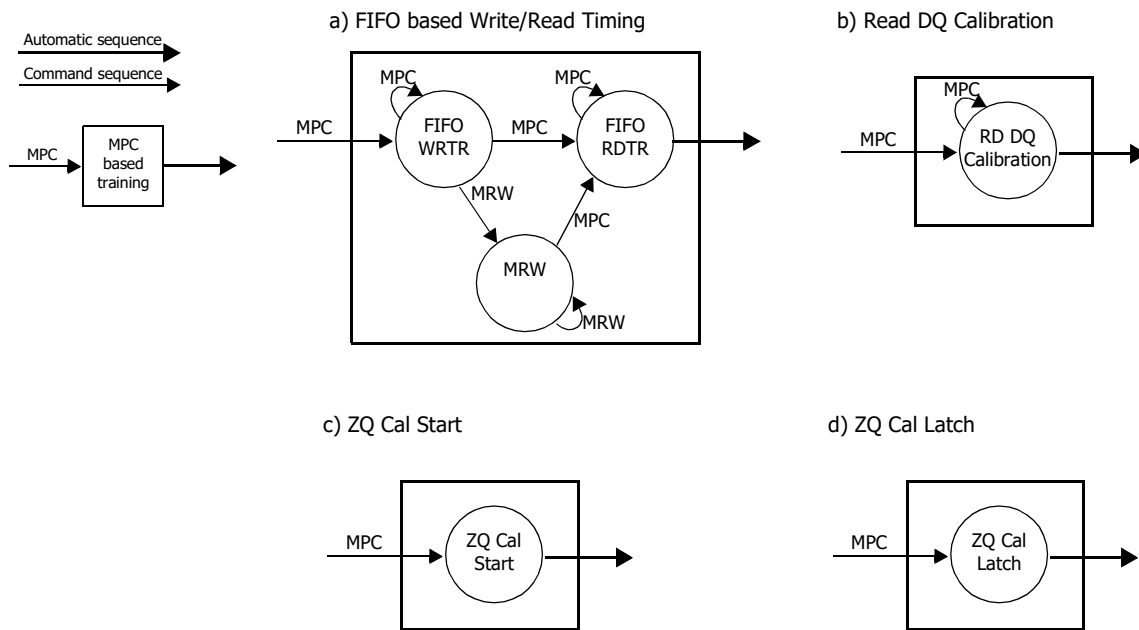 a) FIFO based Write/Read Timing
b) Read DQ Calibration
Automatic sequence
Command sequence
MPC
MPC
based
training
MPC
MPC
FIFO
WRTR
MPC
MPC
FIFO
RDTR
MRW
MPC
MRW
MRW
MPC
MPC
RD DQ
Calibration
c) ZQ Cal Start
d) ZQ Cal Latch
MPC
ZQ Cal
Start
MPC
ZQ Cal
Latch